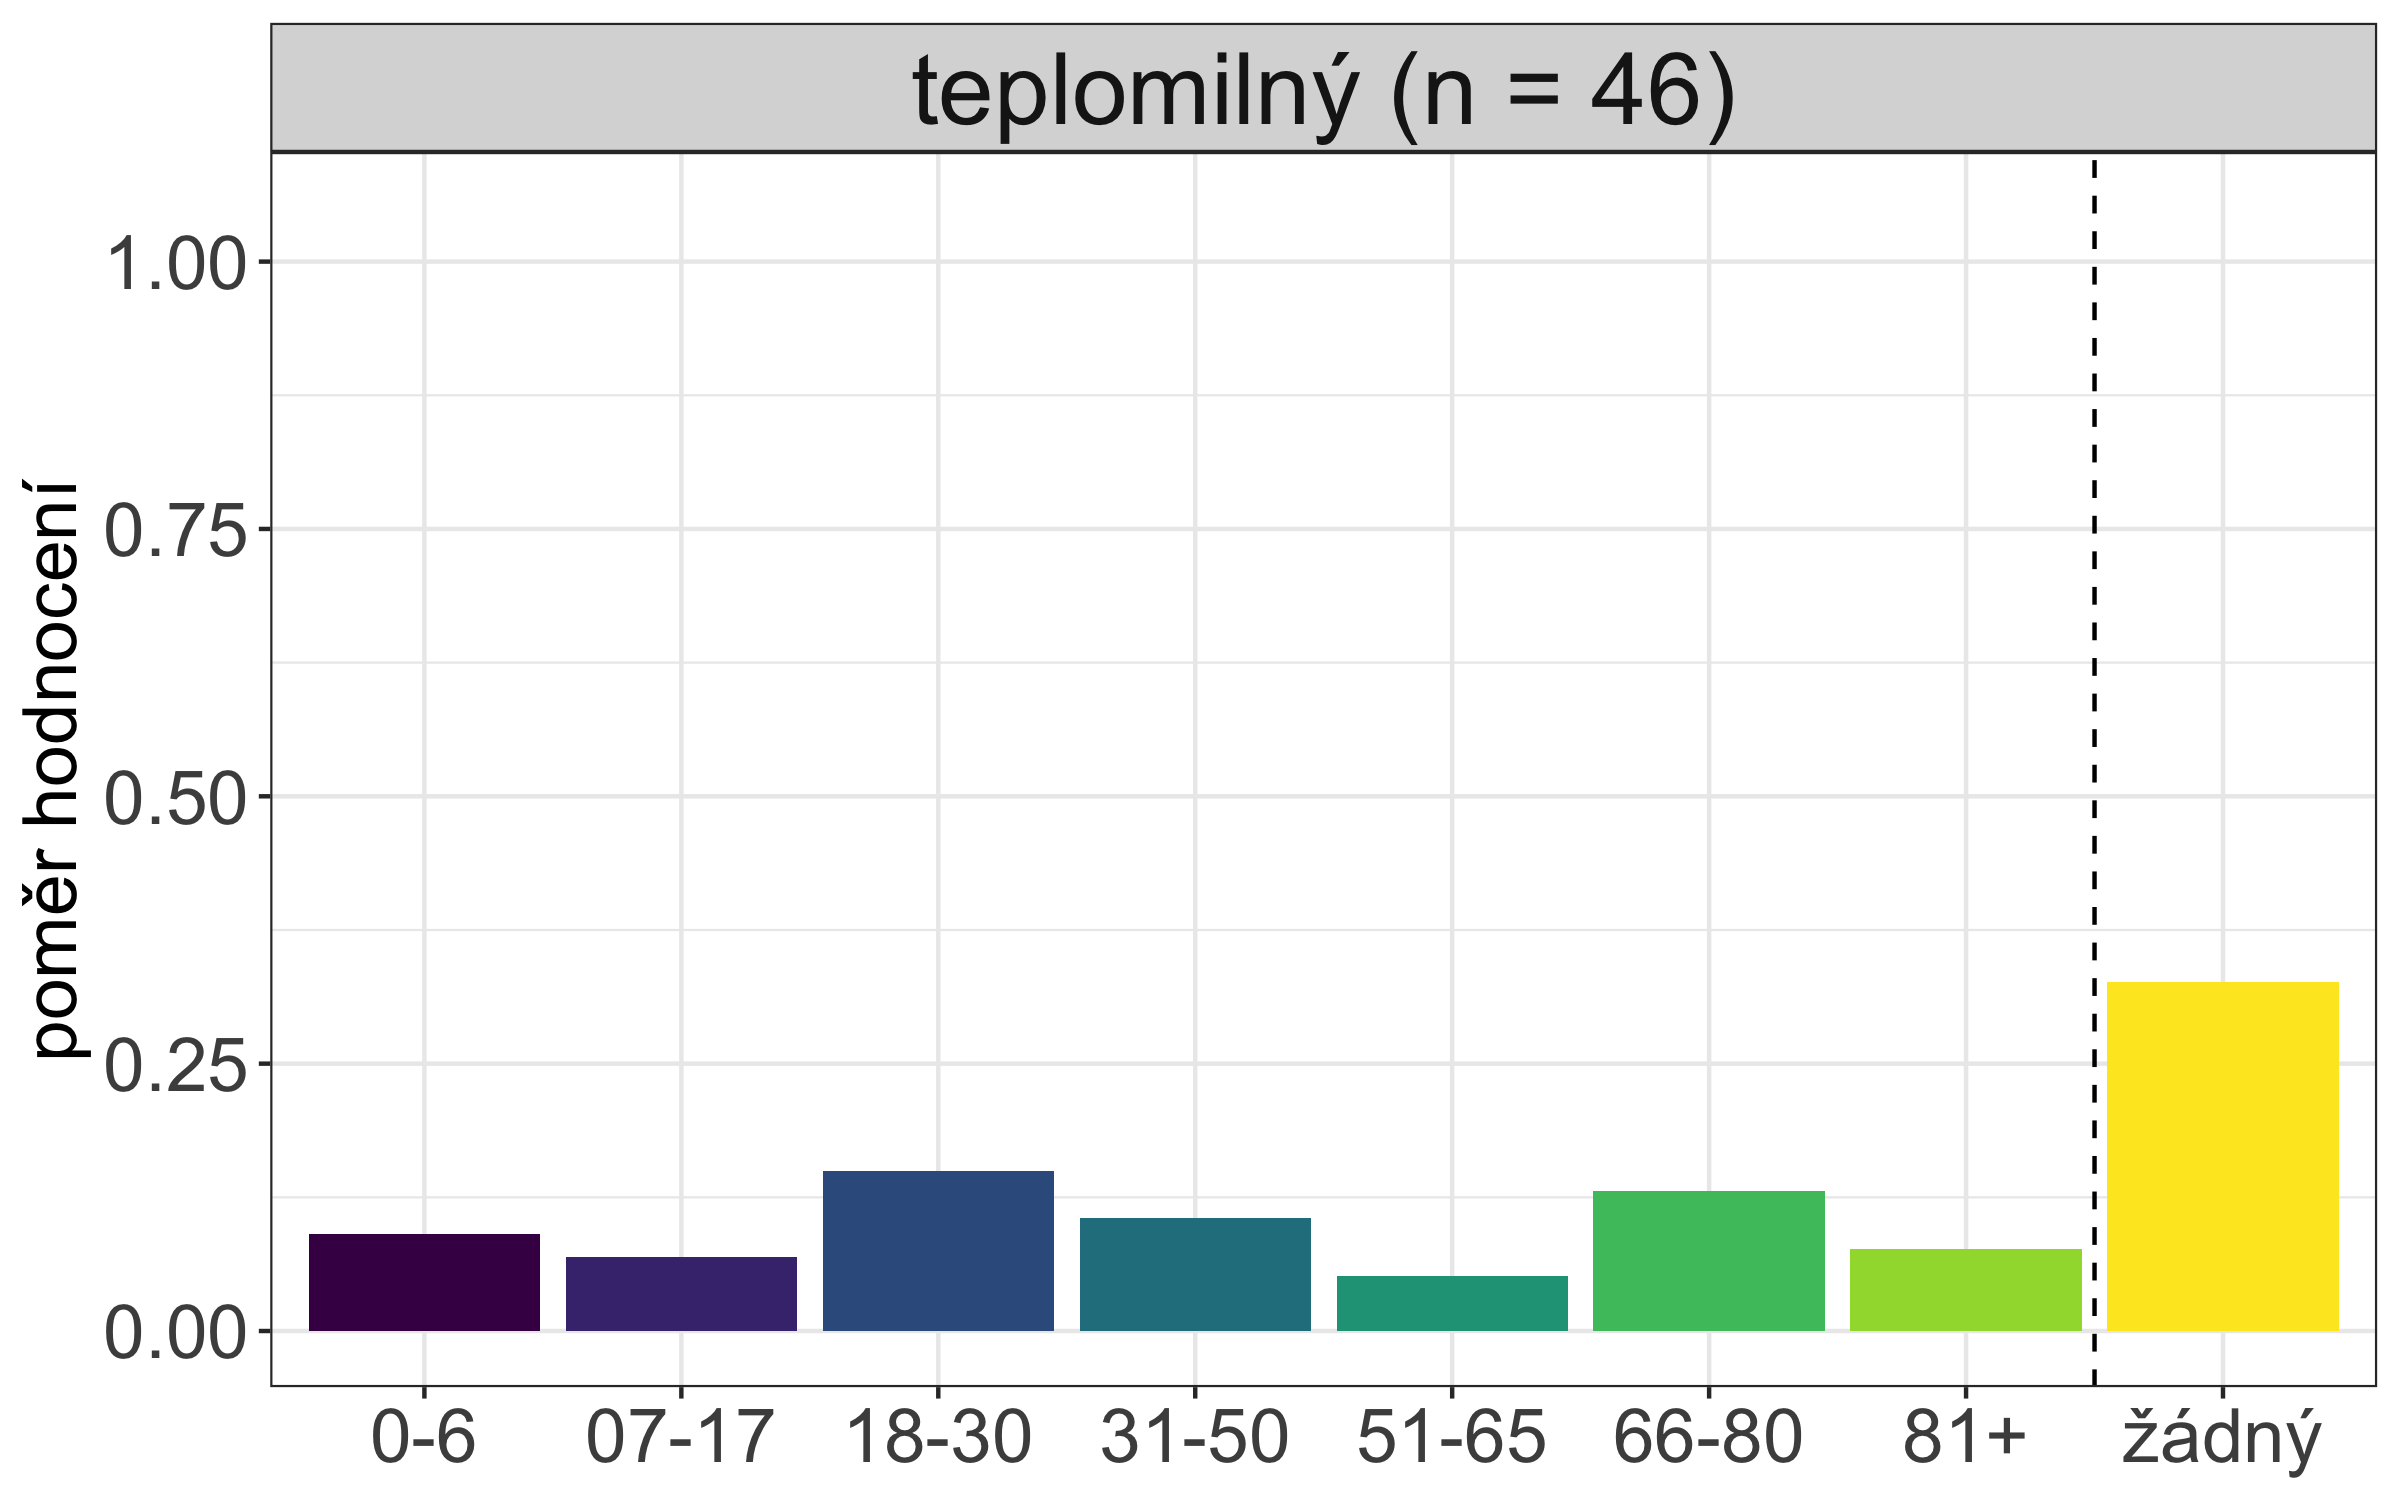 teplomilný (n = 46)
poměr hodnocení
1.00
0.75
0.50
0.25
0.00
0-6 07-17 18-30 31-50 51-65 66-80 81+ žádný